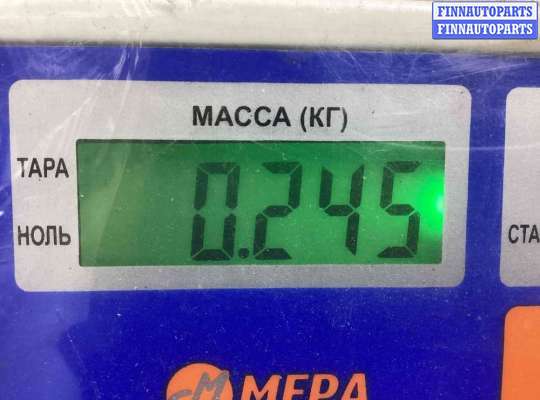 FINNAUTOPARTS
FINNAUTOPARTS
МАССА (КГ)
ТАРА
0.245
НОЛЬ
СТА
МЕРА